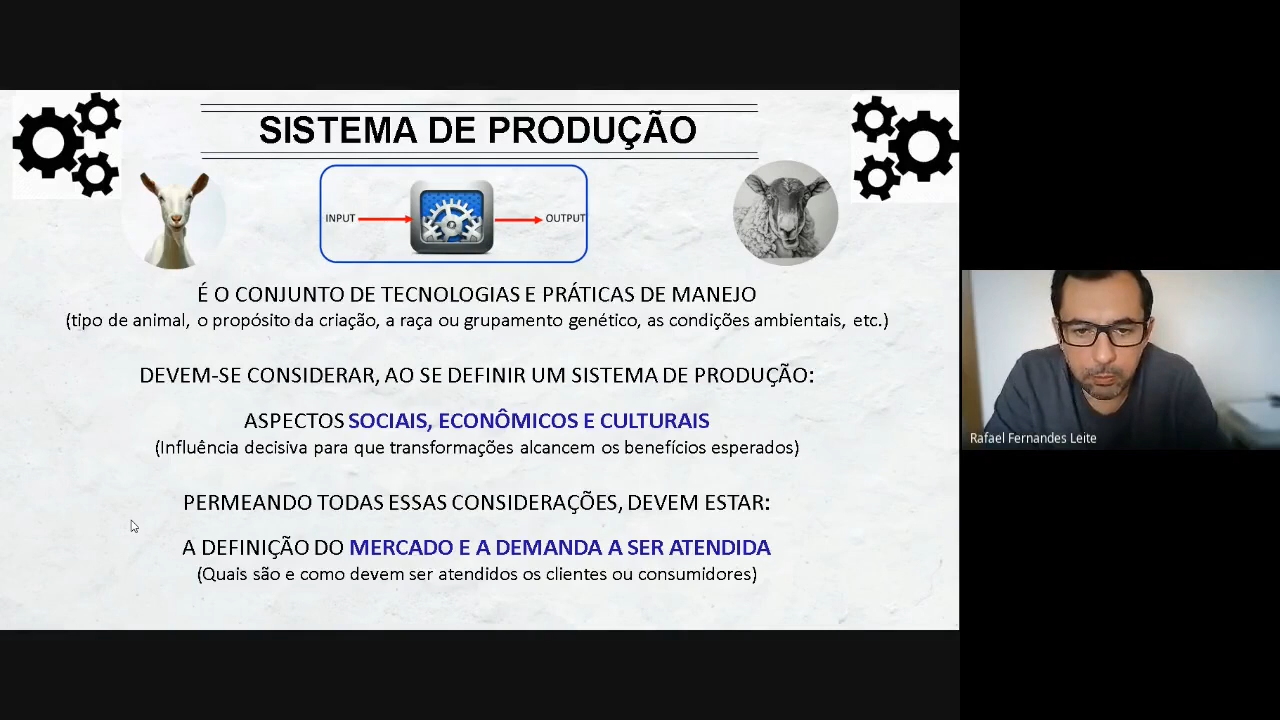 SISTEMA DE PRODUÇÃO
INPUT
OUTPUT
É O CONJUNTO DE TECNOLOGIAS E PRÁTICAS DE MANEJO
(tipo de animal, o propósito da criação, a raça ou grupamento genético, as condições ambientais, etc.)
DEVEM-SE CONSIDERAR, AO SE DEFINIR UM SISTEMA DE PRODUÇÃO:
ASPECTOS SOCIAIS, ECONÔMICOS E CULTURAIS
(Influência decisiva para que transformações alcancem os benefícios esperados)
PERMEANDO TODAS ESSAS CONSIDERAÇÕES, DEVEM ESTAR:
A DEFINIÇÃO DO MERCADO E A DEMANDA A SER ATENDIDA
(Quais são e como devem ser atendidos os clientes ou consumidores)
Rafael Fernandes Leite